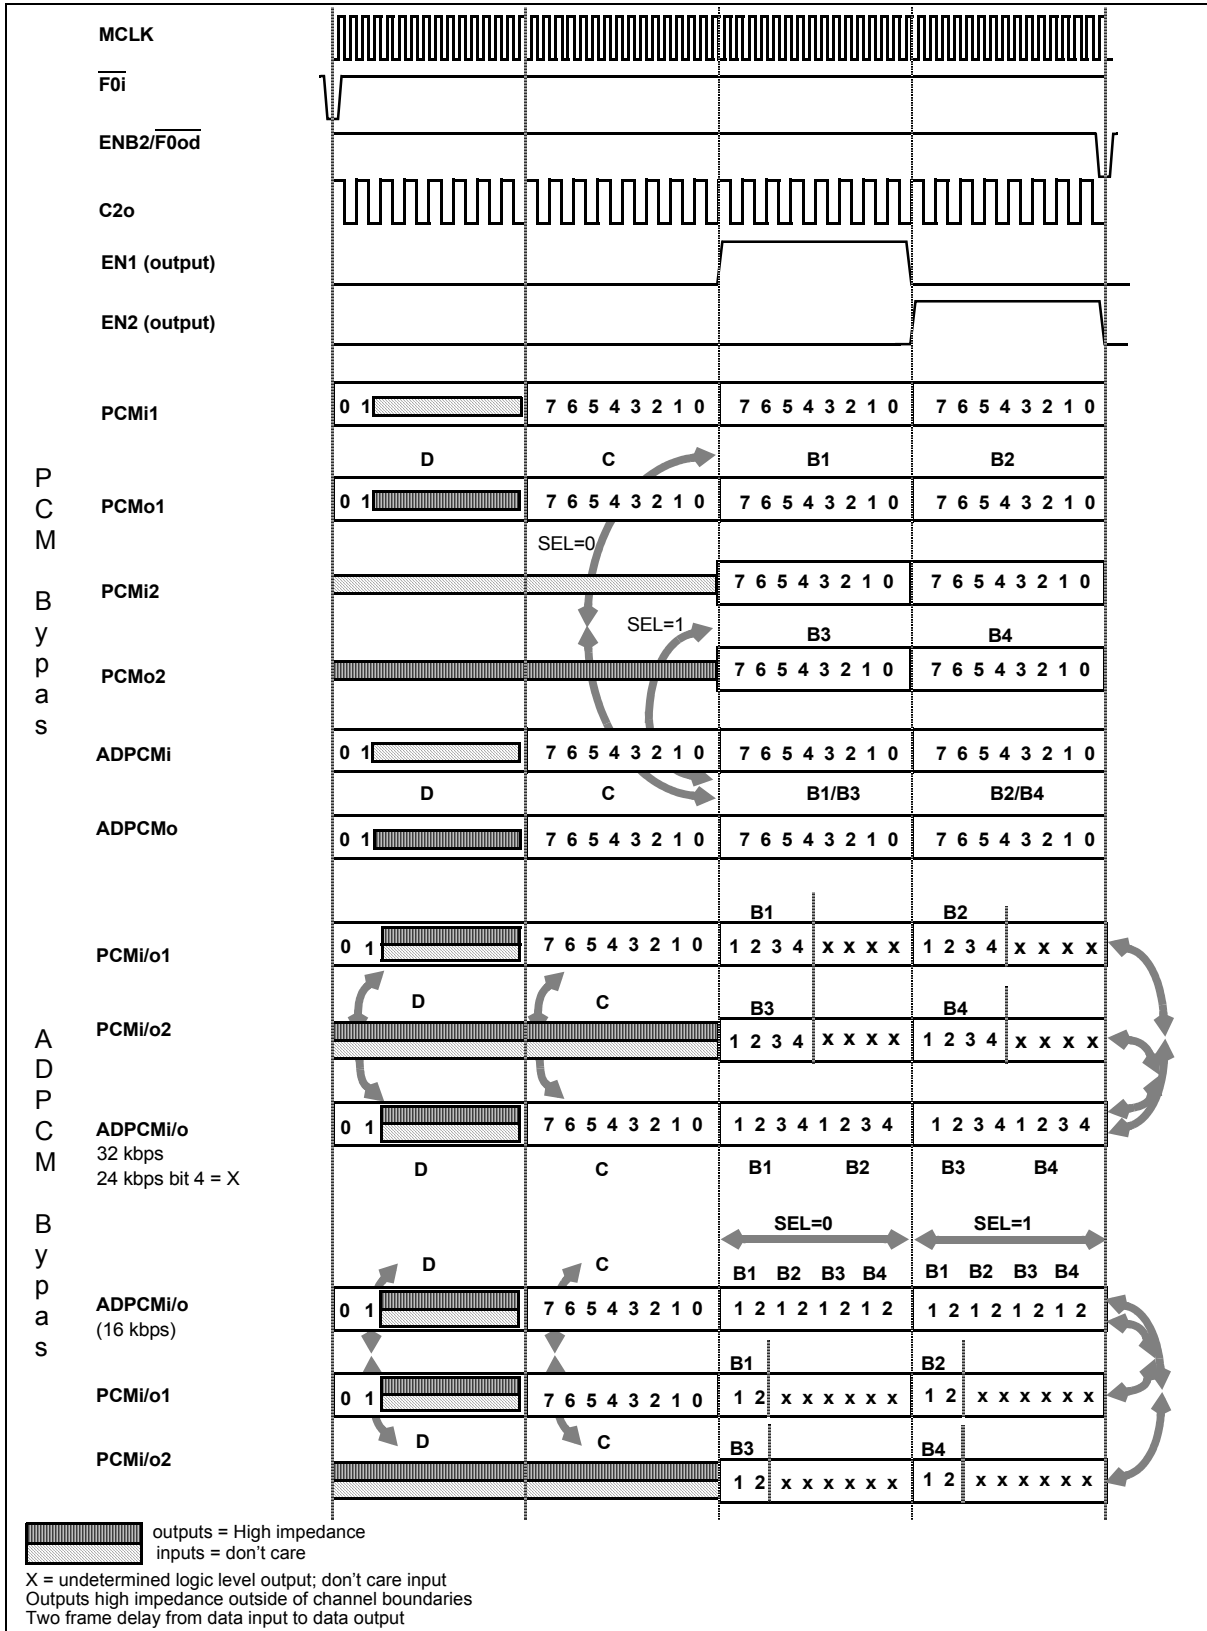 MCLK
F0i
ENB2/F0od
C2o
EN1 (output)
EN2 (output)
PCM Bypas
PCMi1
0 1 7 6 5 4 3 2 1 0 7 6 5 4 3 2 1 0 7 6 5 4 3 2 1 0
D C B1 B2
PCMo1
0 1 7 6 5 4 3 2 1 0 7 6 5 4 3 2 1 0 7 6 5 4 3 2 1 0
SEL=0
PCMi2
7 6 5 4 3 2 1 0 7 6 5 4 3 2 1 0
SEL=1
B3 B4
PCMo2
7 6 5 4 3 2 1 0 7 6 5 4 3 2 1 0
ADPCMi
0 1 7 6 5 4 3 2 1 0 7 6 5 4 3 2 1 0 7 6 5 4 3 2 1 0
D C B1/B3 B2/B4
ADPCMo
0 1 7 6 5 4 3 2 1 0 7 6 5 4 3 2 1 0 7 6 5 4 3 2 1 0
ADPCM Bypas
B1 B2
PCMi/o1
0 1 7 6 5 4 3 2 1 0 1 2 3 4 x x x x 1 2 3 4 x x x x
D C
B3 B4
PCMi/o2
1 2 3 4 x x x x 1 2 3 4 x x x x
ADPCMi/o
0 1 7 6 5 4 3 2 1 0 1 2 3 4 1 2 3 4 1 2 3 4 1 2 3 4
32 kbps
24 kbps bit 4 = X
D C B1 B2 B3 B4
SEL=0 SEL=1
D C B1 B2 B3 B4 B1 B2 B3 B4
ADPCMi/o
0 1 7 6 5 4 3 2 1 0 1 2 1 2 1 2 1 2 1 2 1 2 1 2 1 2
(16 kbps)
B1 B2
PCMi/o1
0 1 7 6 5 4 3 2 1 0 1 2 x x x x x x 1 2 x x x x x x
D C
B3 B4
PCMi/o2
1 2 x x x x x x 1 2 x x x x x x
outputs = High impedance
inputs = don't care
X = undetermined logic level output; don't care input
Outputs high impedance outside of channel boundaries
Two frame delay from data input to data output